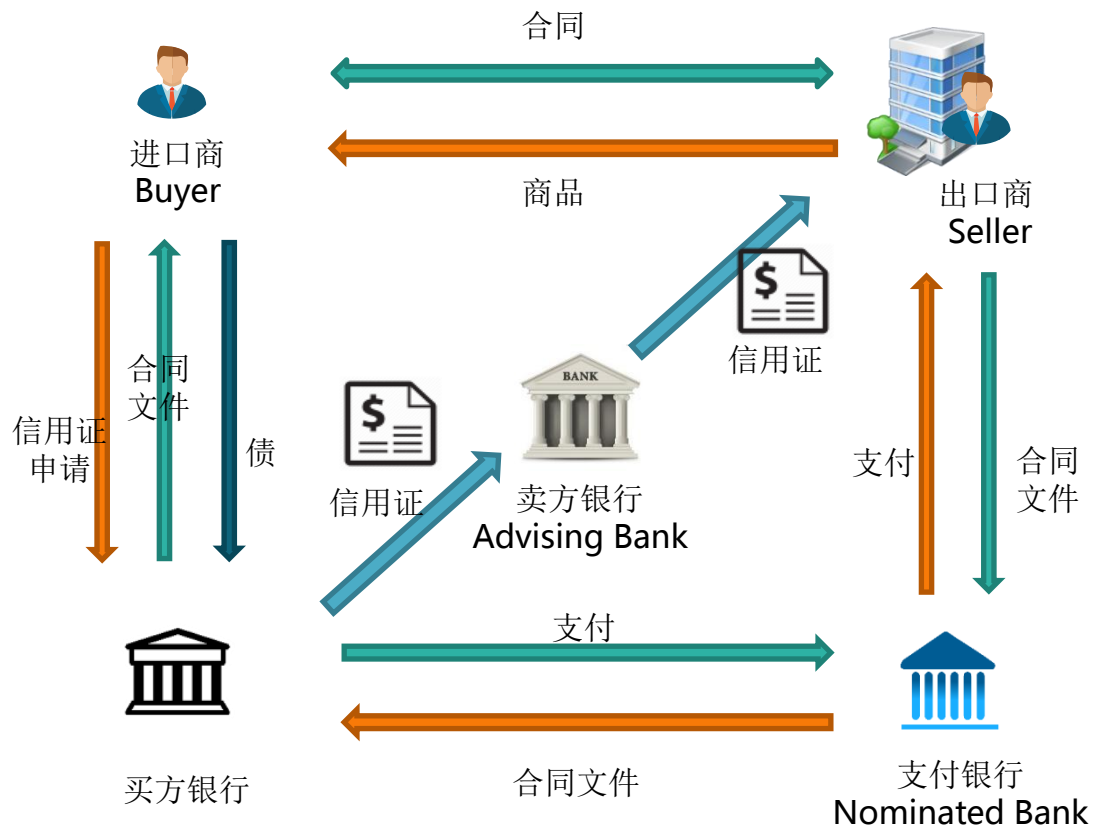 合同
进口商
Buyer
商品
出口商
Seller
$
信用证
BANK
合同
文件
信用证
申请
债
$
信用证
卖方银行
Advising Bank
支付
合同
文件
支付
买方银行
合同文件
支付银行
Nominated Bank